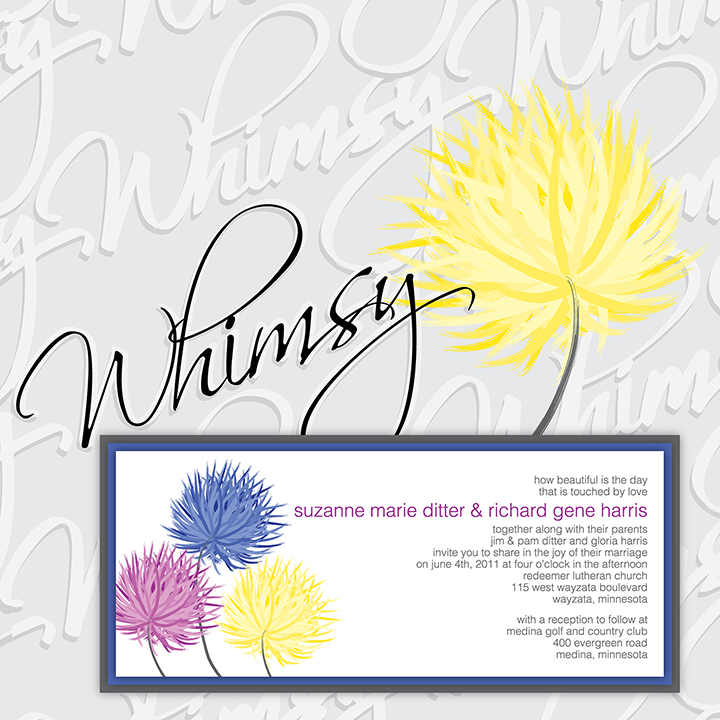 Whimsy
how beautiful is the day
that is touched by love
suzanne marie ditter & richard gene harris
together along with their parents
jim & pam ditter and gloria harris
invite you to share in the joy of their marriage
on june 4th, 2011 at four o'clock in the afternoon
redeemer lutheran church
115 west wayzata boulevard
wayzata, minnesota
with a reception to follow at
medina golf and country club
400 evergreen road
medina, minnesota